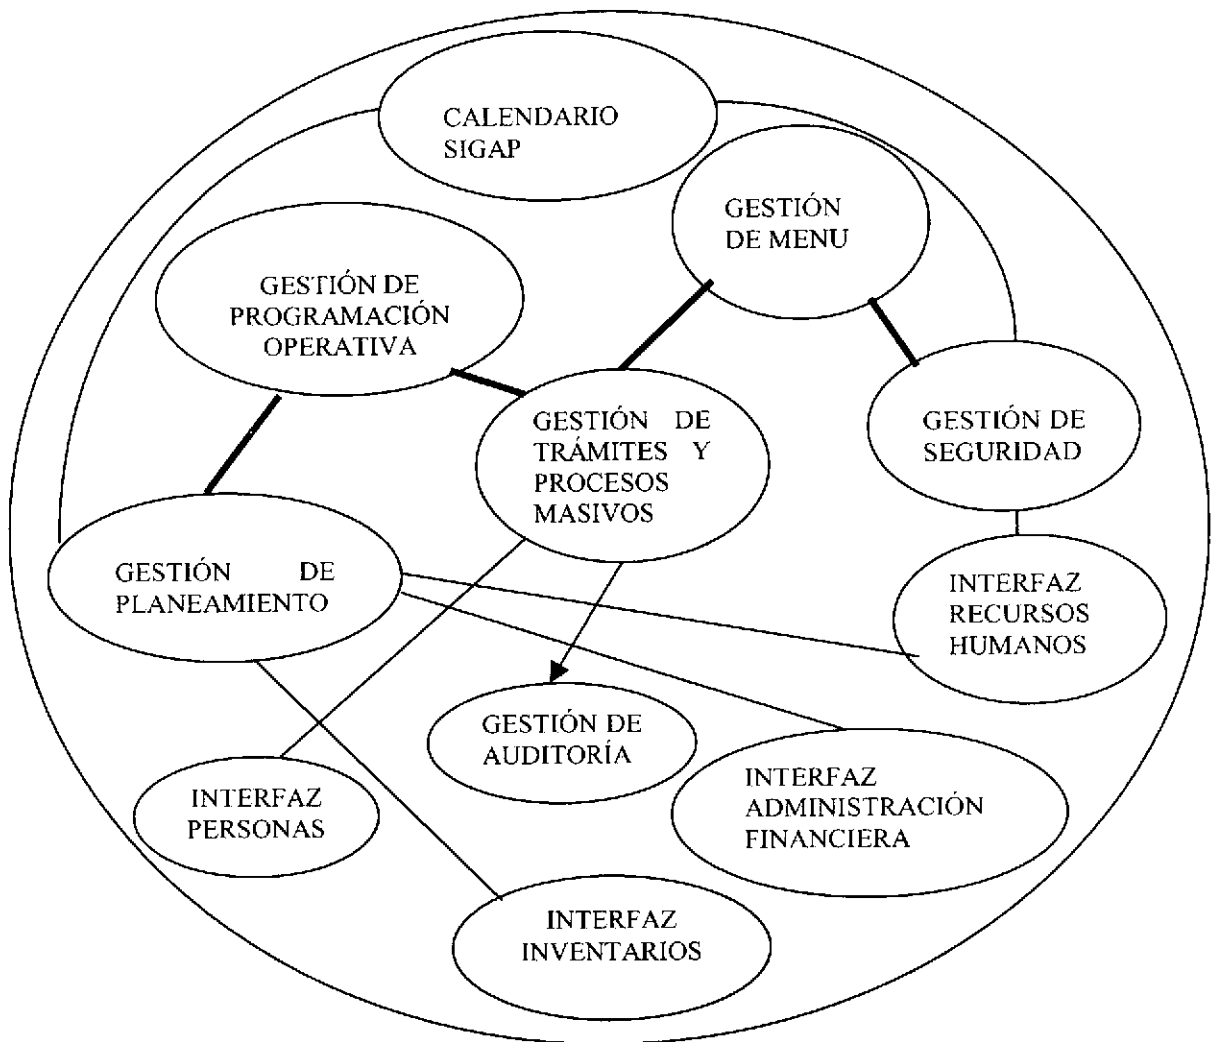 CALENDARIO
SIGAP
GESTIÓN
DE MENU
GESTIÓN DE
PROGRAMACIÓN
OPERATIVA
GESTIÓN DE
TRÁMITES Y
PROCESOS
MASIVOS
GESTIÓN DE
SEGURIDAD
GESTIÓN DE
PLANEAMIENTO
INTERFAZ
RECURSOS
HUMANOS
GESTIÓN DE
AUDITORÍA
INTERFAZ
PERSONAS
INTERFAZ
ADMINISTRACIÓN
FINANCIERA
INTERFAZ
INVENTARIOS